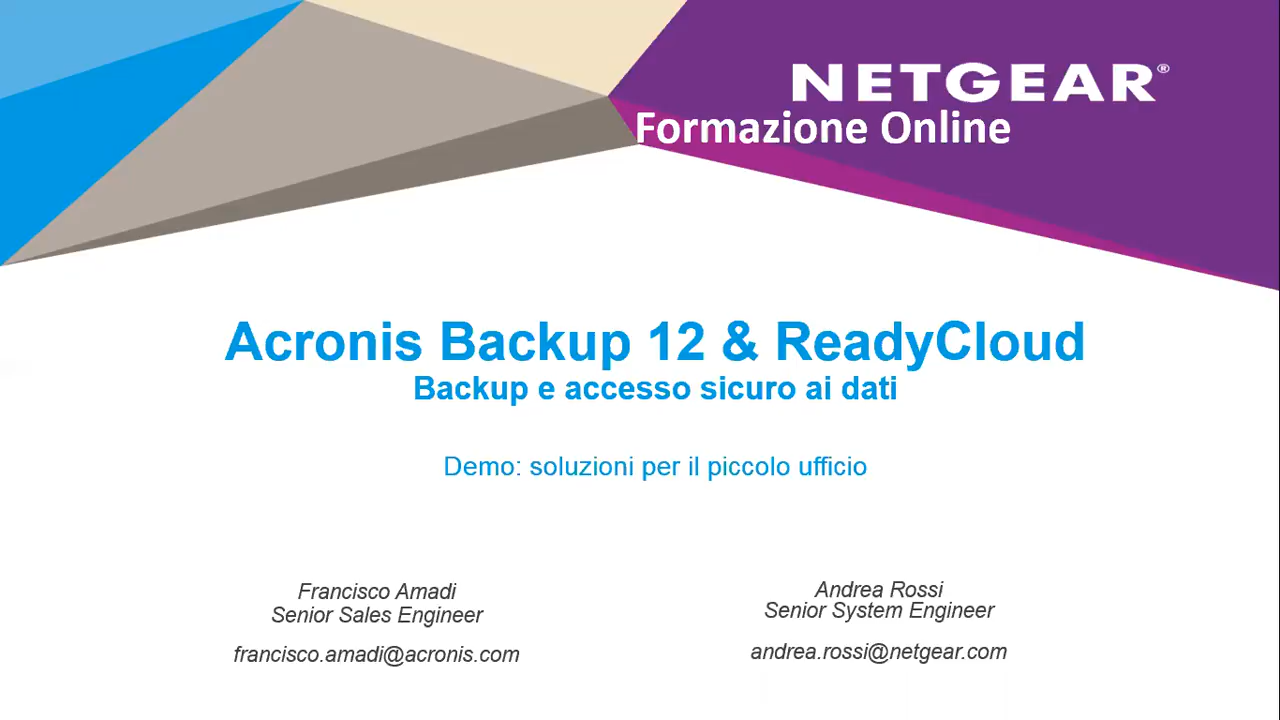 NETGEAR®
Formazione Online
Acronis Backup 12 & ReadyCloud
Backup e accesso sicuro ai dati
Demo: soluzioni per il piccolo ufficio
Francisco Amadi
Senior Sales Engineer
francisco.amadi@acronis.com
Andrea Rossi
Senior System Engineer
andrea.rossi@netgear.com